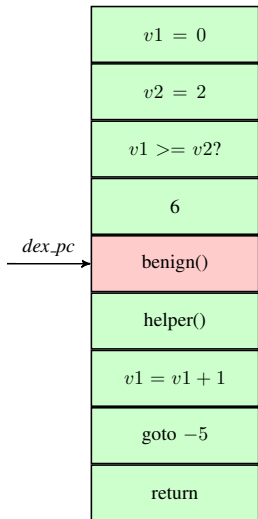 v1 = 0
v2 = 2
v1 >= v2?
6
dex_pc
benign()
helper()
v1 = v1 + 1
goto −5
return